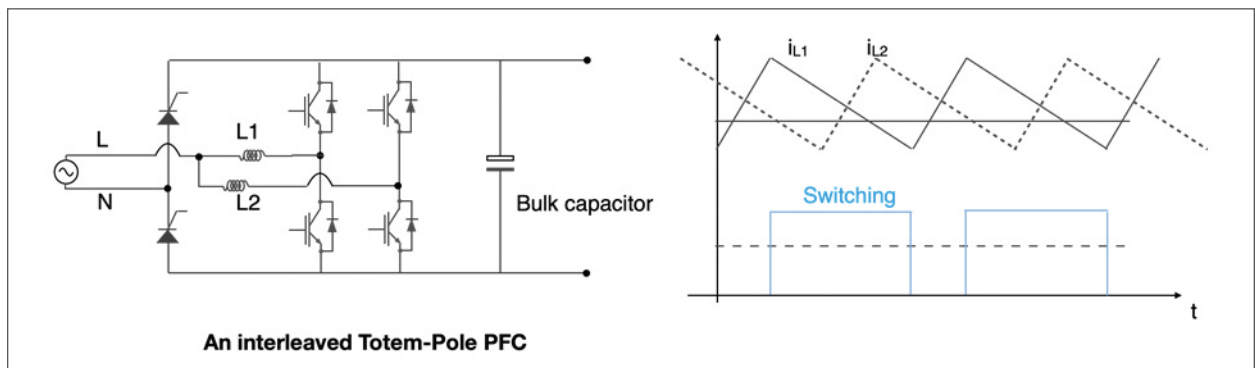 L
N
L1
L2
Bulk capacitor
An interleaved Totem-Pole PFC
iL1
iL2
Switching
t